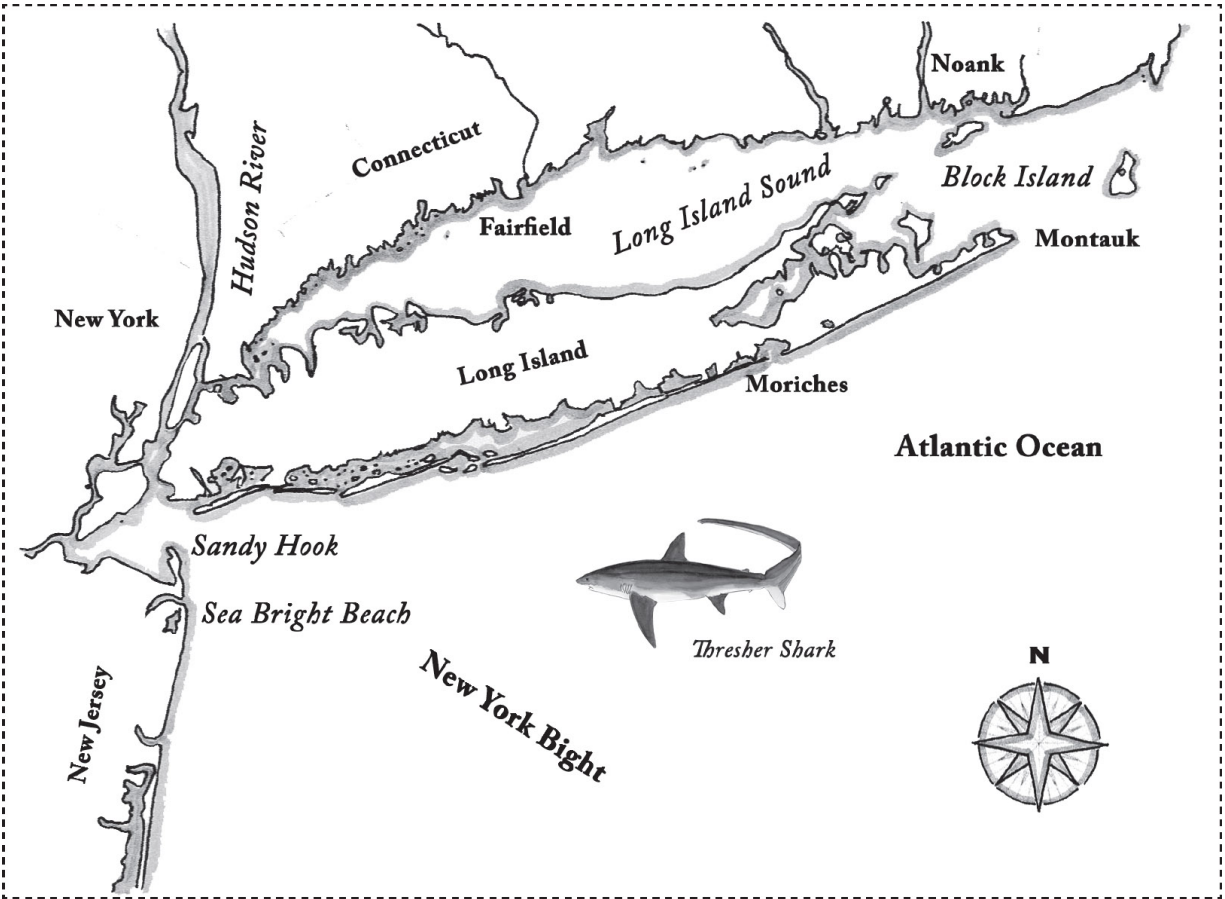 Noank
Connecticut
Hudson River
Long Island Sound
Block Island
Fairfield
Montauk
New York
Long Island
Moriches
Atlantic Ocean
Sandy Hook
Sea Bright Beach
Thresher Shark
N
New York Bight
New Jersey